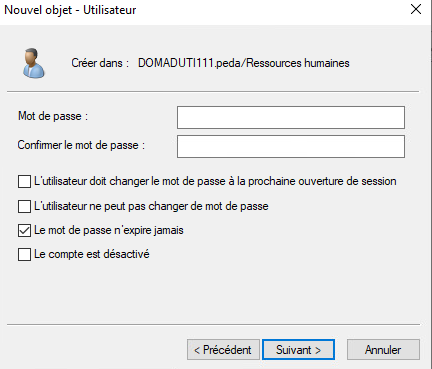 Nouvel objet - Utilisateur
Créer dans : DOMADUTI111.peda/Ressources humaines
Mot de passe :
Confirmer le mot de passe :
L'utilisateur doit changer le mot de passe à la prochaine ouverture de session
L'utilisateur ne peut pas changer de mot de passe
Le mot de passe n'expire jamais
Le compte est désactivé
< Précédent Suivant > Annuler